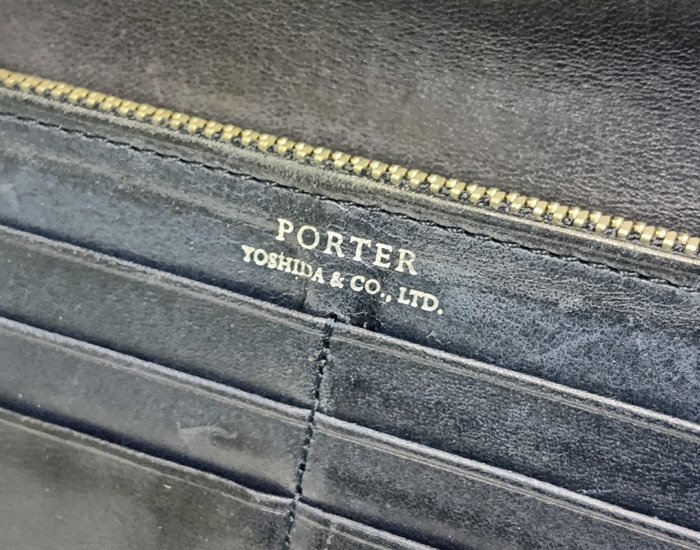 PORTER
YOSHIDA & CO., LTD.